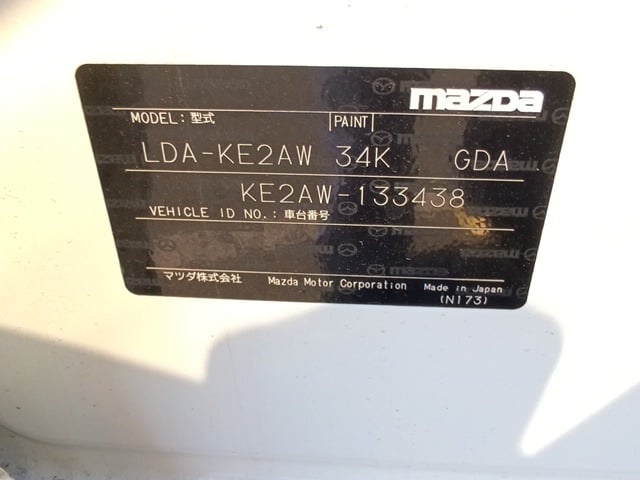 mazda
MODEL: 型式 PAINT
LDA-KE2AW 34K GDA
KE2AW-133438
VEHICLE ID NO.: 車台番号
マツダ株式会社 Mazda Motor Corporation Made in Japan
(N173)